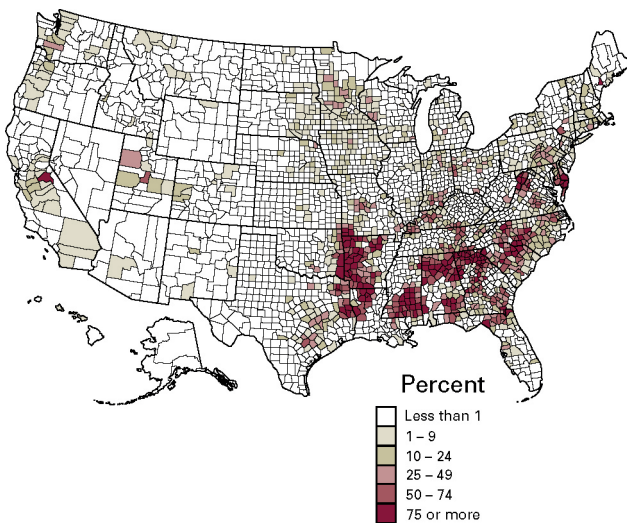 Percent
Less than 1
1 – 9
10 – 24
25 – 49
50 – 74
75 or more